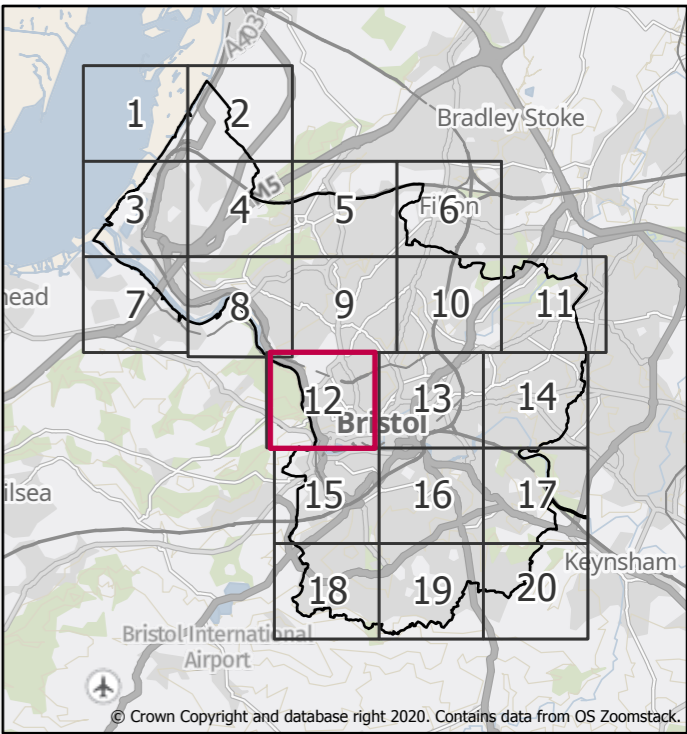 A403
1
2
Bradley Stoke
M5
3
4
5
Filton
6
ead
7
8
9
10
11
12
Bristol
13
14
ilsea
15
16
17
Keynsham
18
19
20
Bristol International
Airport
© Crown Copyright and database right 2020. Contains data from OS Zoomstack.